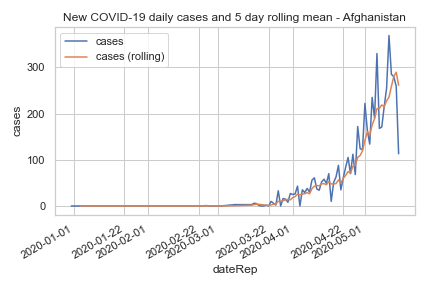 New COVID-19 daily cases and 5 day rolling mean - Afghanistan
cases
cases (rolling)
300
200
100
0
cases
2020-01-01
2020-01-22
2020-02-01
2020-02-22
2020-03-01
2020-03-22
2020-04-01
2020-04-22
2020-05-01
dateRep